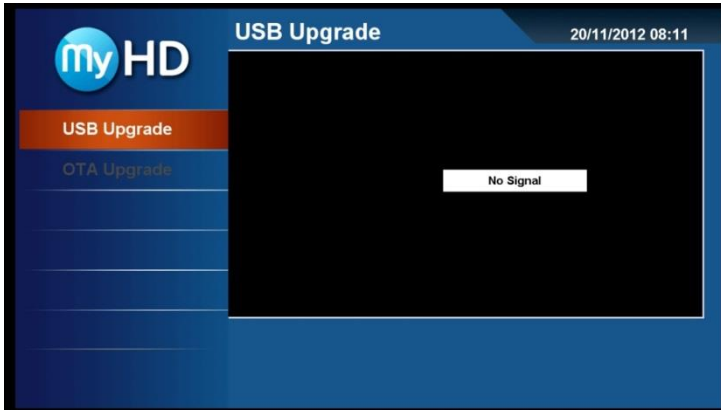 my HD
USB Upgrade
20/11/2012 08:11
USB Upgrade
OTA Upgrade
No Signal